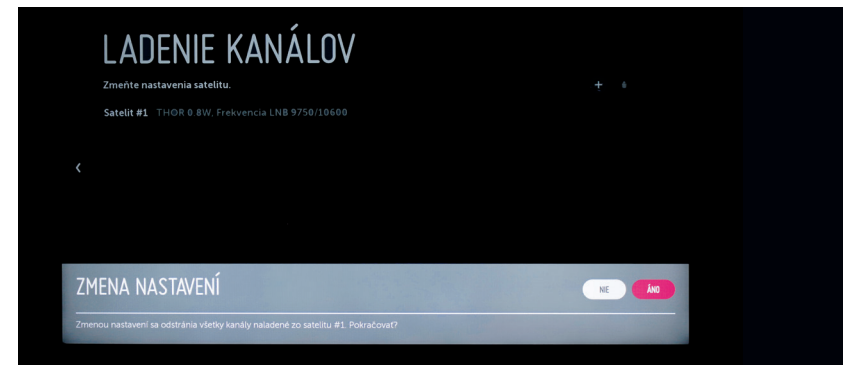 LADENIE KANÁLOV
Zmeňte nastavenia satelitu.
Satelit #1 THOR 0.8W, Frekvencia LNB 9750/10600
ZMENA NASTAVENÍ
NIE ÁNO
Zmenou nastavení sa odstránia všetky kanály naladené zo satelitu #1. Pokračovať?